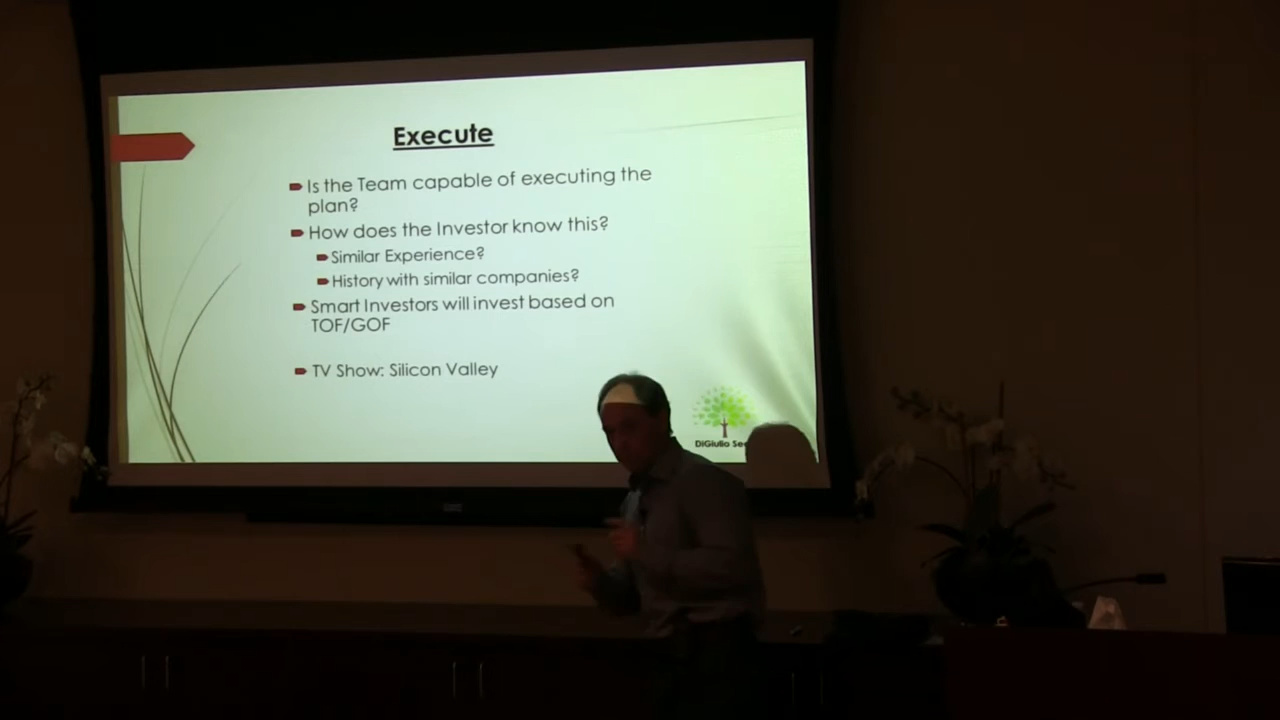 Execute
Is the Team capable of executing the
plan?
How does the Investor know this?
Similar Experience?
History with similar companies?
Smart Investors will invest based on
TOF/GOF
TV Show: Silicon Valley
DiGiulio